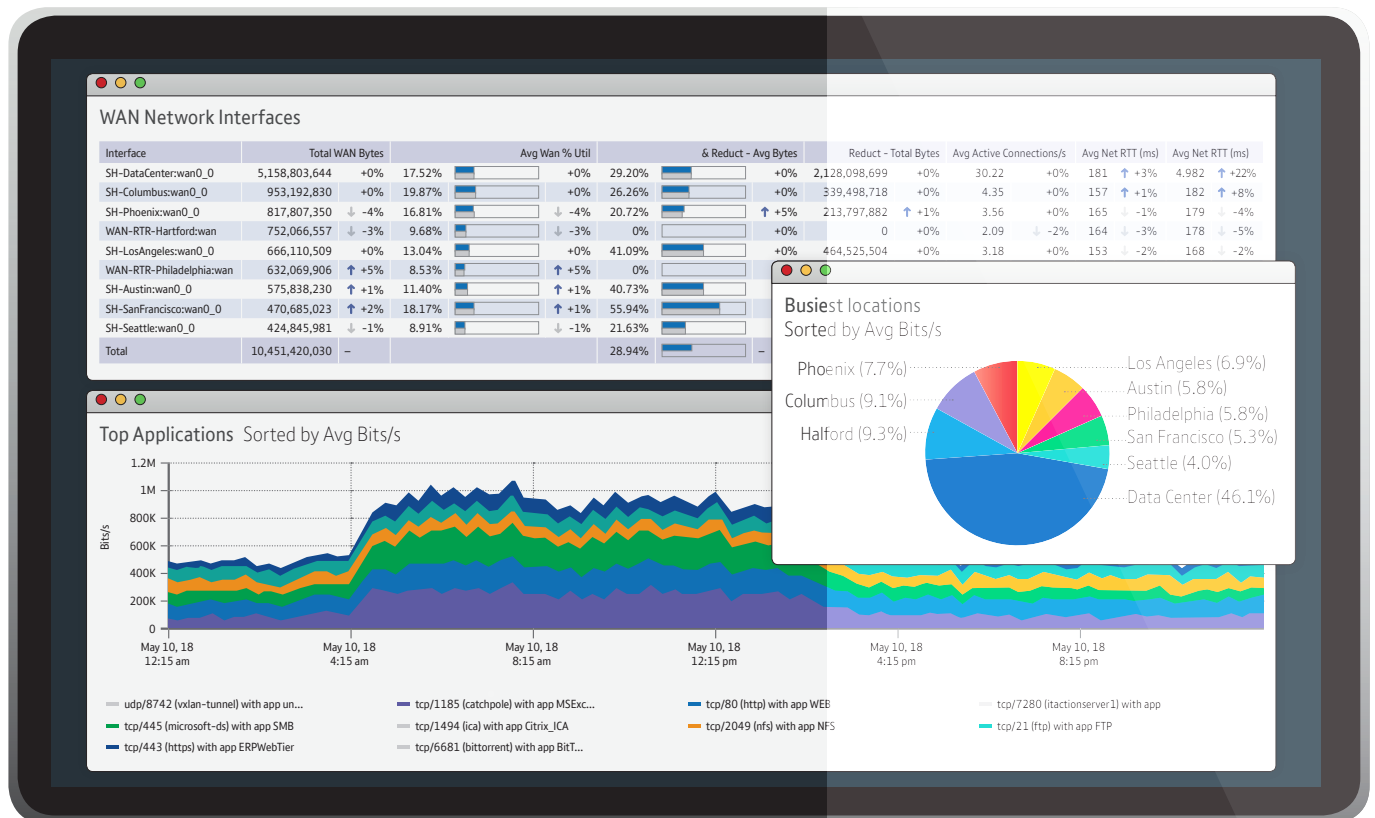 WAN Network Interfaces
Interface Total WAN Bytes Avg Wan % Util & Reduct - Avg Bytes Reduct - Total Bytes Avg Active Connections/s Avg Net RTT (ms) Avg Net RTT (ms)
SH-DataCenter:wan0_0 5,158,803,644 +0% 17.52% +0% 29.20% +0% 2,128,098,699 +0% 30.22 +0% 181 ↑ +3% 4.982 ↑ +22%
SH-Columbus:wan0_0 953,192,830 +0% 19.87% +0% 26.26% +0% 339,498,718 +0% 4.35 +0% 157 ↑ +1% 182 ↑ +8%
SH-Phoenix:wan0_0 817,807,350 ↓ -4% 16.81% ↓ -4% 20.72% ↑ +5% 213,797,882 ↑ +1% 3.56 +0% 165 ↓ -1% 179 ↓ -4%
WAN-RTR-Hartford:wan 752,066,557 ↓ -3% 9.68% ↓ -3% 0% +0% 0 +0% 2.09 ↓ -2% 164 ↓ -3% 178 ↓ -5%
SH-LosAngeles:wan0_0 666,110,509 +0% 13.04% +0% 41.09% +0% 464,525,504 +0% 3.18 +0% 153 ↓ -2% 168 ↓ -2%
WAN-RTR-Philadelphia:wan 632,069,906 ↑ +5% 8.53% ↑ +5% 0%
SH-Austin:wan0_0 575,838,230 ↑ +1% 11.40% ↑ +1% 40.73%
SH-SanFrancisco:wan0_0 470,685,023 ↑ +2% 18.17% ↑ +1% 55.94%
SH-Seattle:wan0_0 424,845,981 ↓ -1% 8.91% ↓ -1% 21.63%
Total 10,451,420,030 – 28.94% –
Busiest locations
Sorted by Avg Bits/s
Phoenix (7.7%)
Columbus (9.1%)
Halford (9.3%)
Los Angeles (6.9%)
Austin (5.8%)
Philadelphia (5.8%)
San Francisco (5.3%)
Seattle (4.0%)
Data Center (46.1%)
Top Applications Sorted by Avg Bits/s
Bits/s
1.2M
1M
800K
600K
400K
200K
0
May 10, 18 May 10, 18 May 10, 18 May 10, 18 May 10, 18 May 10, 18
12:15 am 4:15 am 8:15 am 12:15 pm 4:15 pm 8:15 pm
udp/8742 (vxlan-tunnel) with app un... tcp/1185 (catchpole) with app MSExc... tcp/80 (http) with app WEB tcp/7280 (itactionserver1) with app
tcp/445 (microsoft-ds) with app SMB tcp/1494 (ica) with app Citrix_ICA tcp/2049 (nfs) with app NFS tcp/21 (ftp) with app FTP
tcp/443 (https) with app ERPWebTier tcp/6681 (bittorrent) with app BitT...